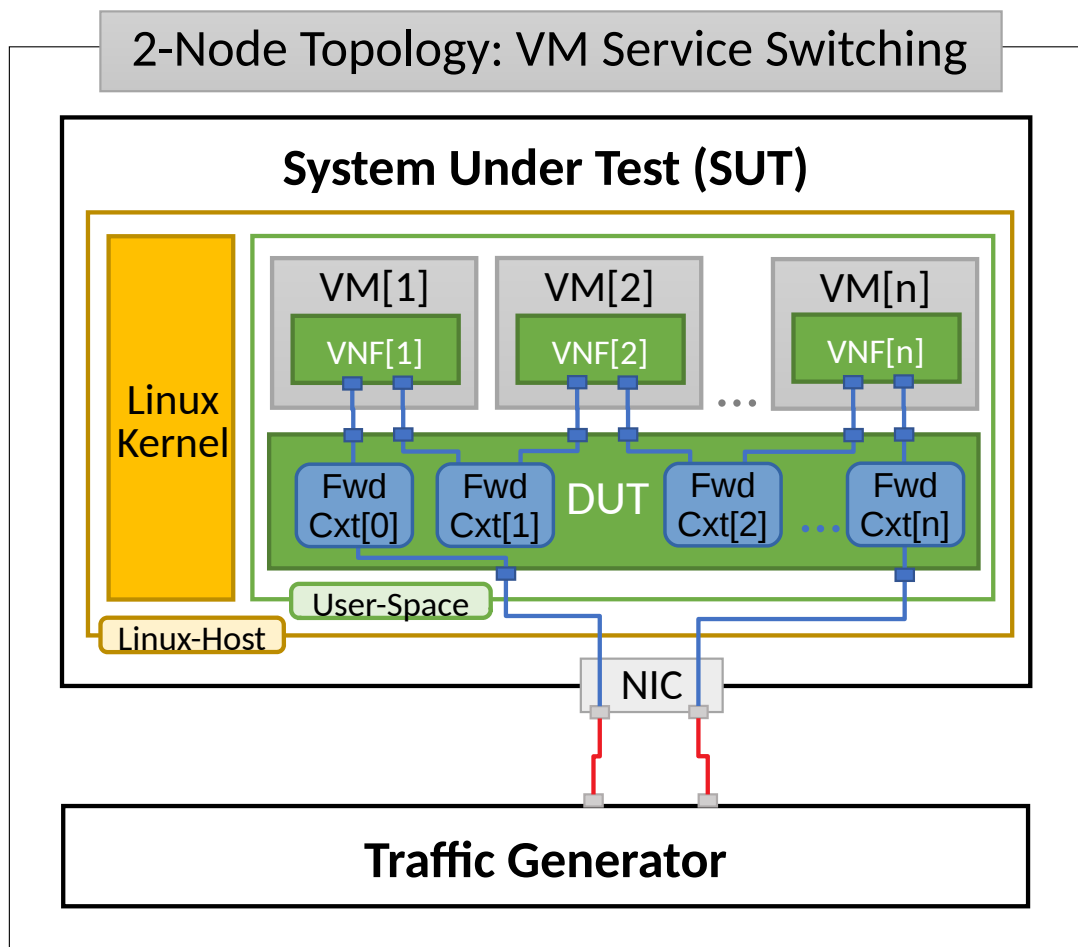 2-Node Topology: VM Service Switching
System Under Test (SUT)
Linux
Kernel
VM[1]
VNF[1]
VM[2]
VNF[2]
...
VM[n]
VNF[n]
Fwd
Cxt[0]
Fwd
Cxt[1]
DUT
Fwd
Cxt[2]
...
Fwd
Cxt[n]
User-Space
Linux-Host
NIC
Traffic Generator